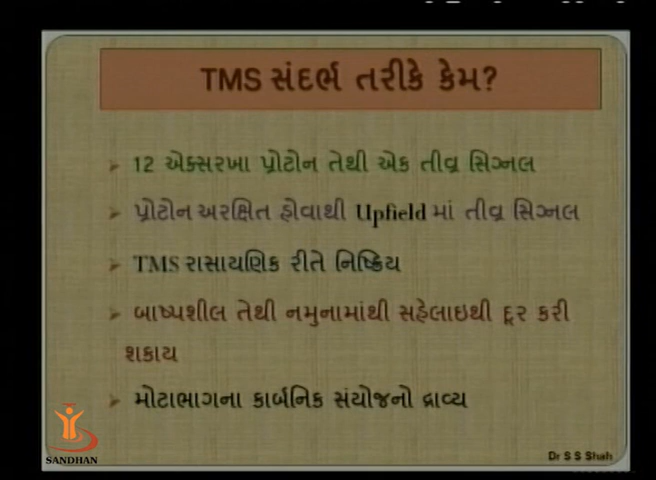 TMS સંદર્ભ તરીકે કેમ?
12 એક્સરખા પ્રોટોન તેથી એક તીવ્ર સિગ્નલ
પ્રોટોન અરક્ષિત હોવાથી Upfield માં તીવ્ર સિગ્નલ
TMS રાસાયણિક રીતે નિષ્ક્રિય
બાષ્પશીલ તેથી નમુનામાંથી સહેલાઇથી દૂર કરી
શકાય
મોટાભાગના કાર્બનિક સંયોજનો દ્રાવ્ય
SANDHAN
Dr S S Shah